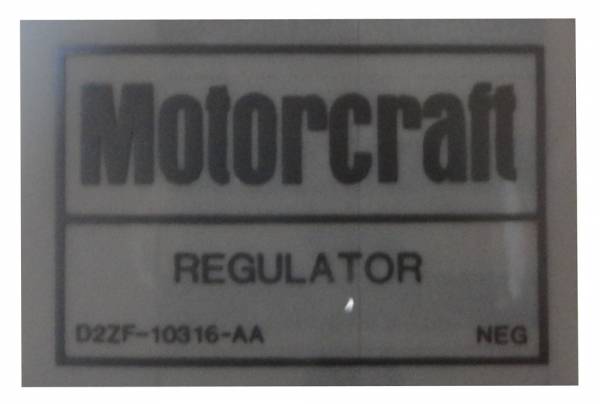 Motorcraft
REGULATOR
D2ZF-10316-AA NEG